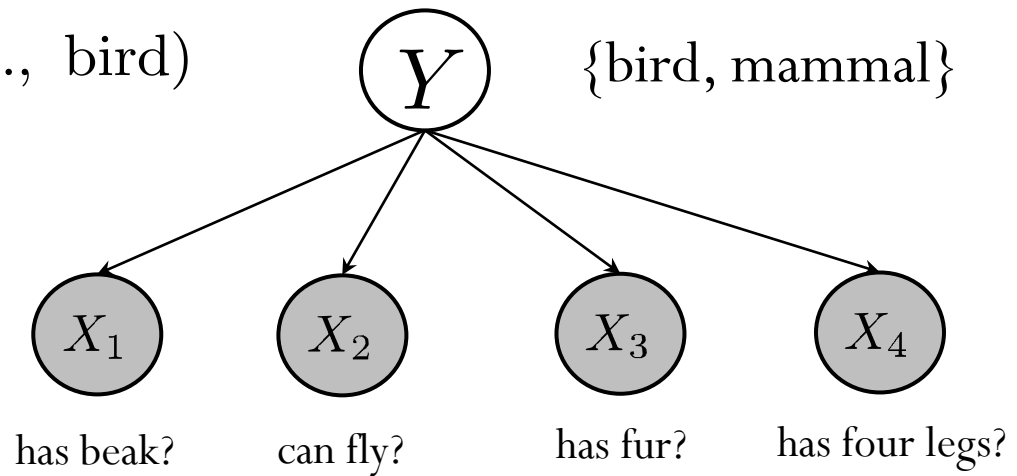 ., bird)
Y
{bird, mammal}
X₁
X₂
X₃
X₄
has beak?
can fly?
has fur?
has four legs?